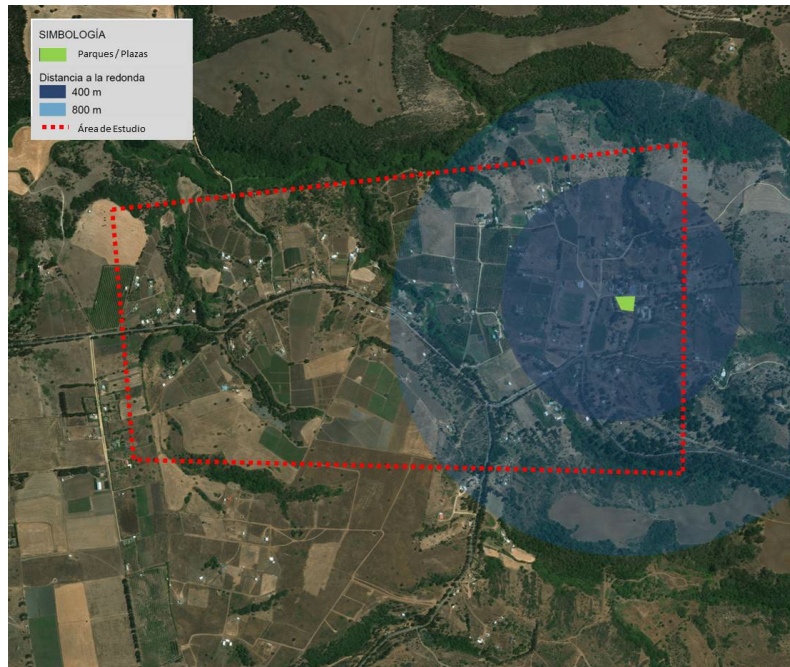 SIMBOLOGÍA
Parques / Plazas
Distancia a la redonda
400 m
800 m
Área de Estudio